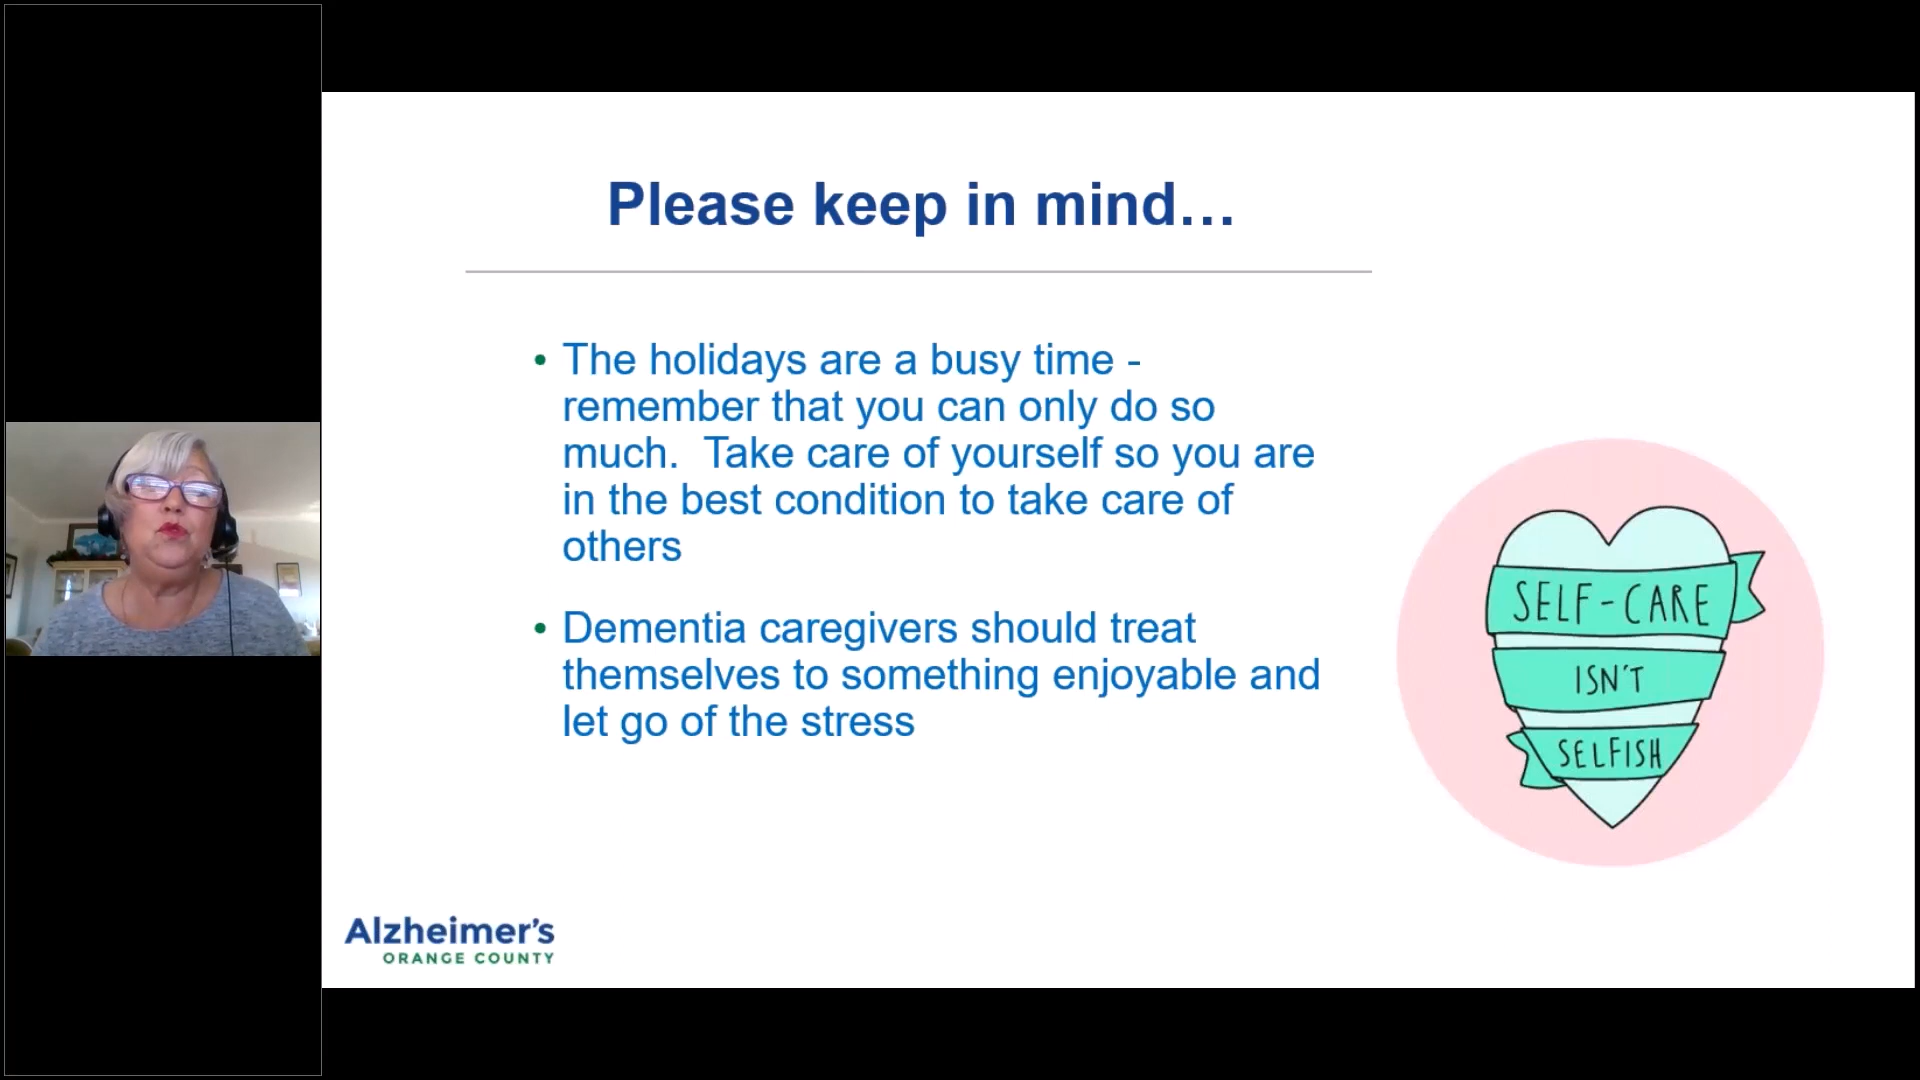 Please keep in mind…
• The holidays are a busy time -
remember that you can only do so
much.  Take care of yourself so you are
in the best condition to take care of
others
• Dementia caregivers should treat
themselves to something enjoyable and
let go of the stress
SELF-CARE
ISN'T
SELFISH
Alzheimer's
ORANGE COUNTY